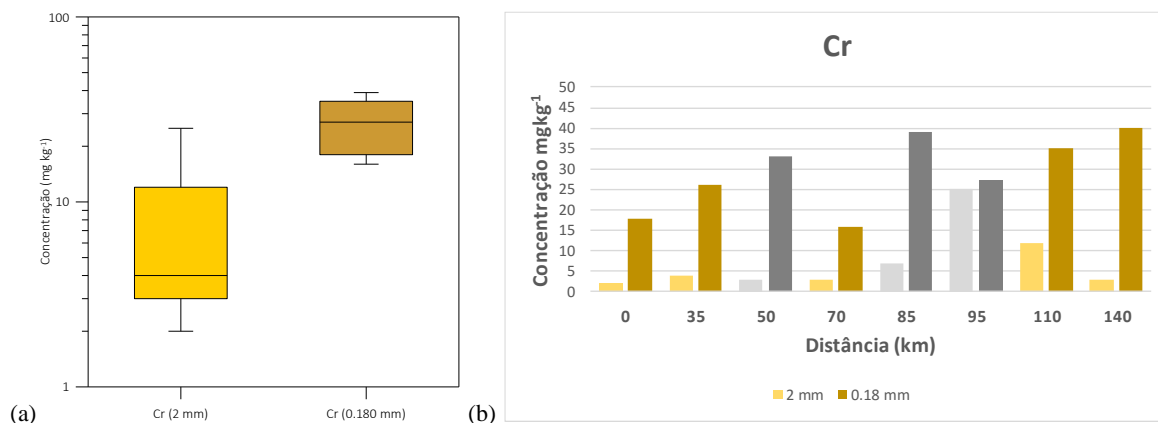 100
10
1
Concentração (mg kg-1)
Cr (2 mm)
Cr (0.180 mm)
(a)
Cr
50
45
40
35
30
25
20
15
10
5
0
Concentração mgkg-1
0 35 50 70 85 95 110 140
Distância (km)
2 mm 0.18 mm
(b)